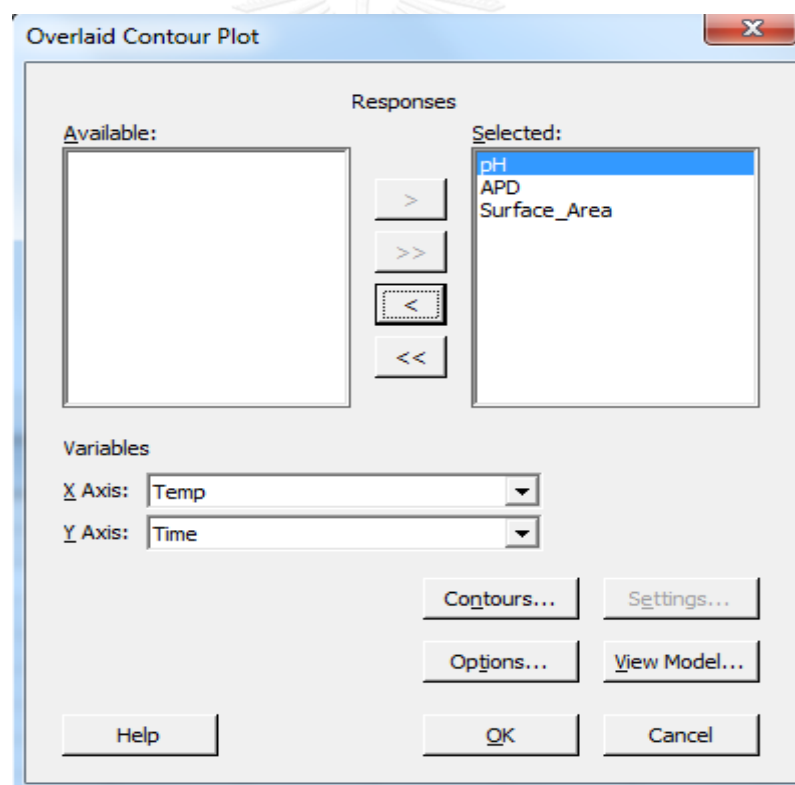 Overlaid Contour Plot
Responses
Available:
Selected:
pH
APD
Surface_Area
>
>>
<
<<
Variables
X Axis: Temp
Y Axis: Time
Contours... Settings...
Options... View Model...
Help OK Cancel